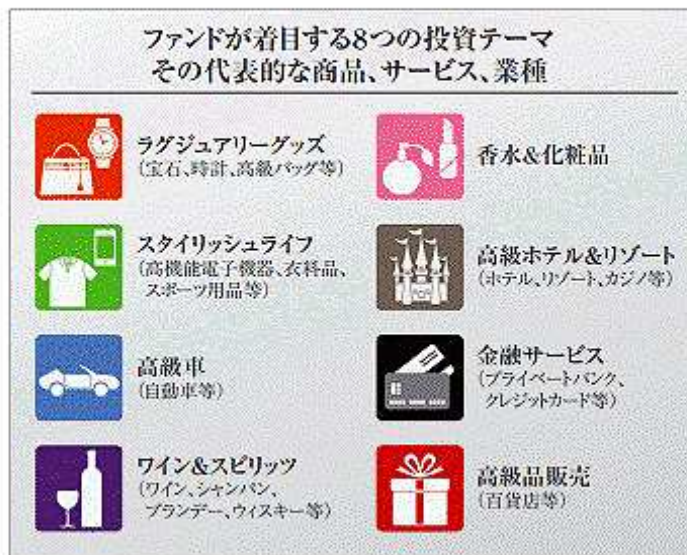 ファンドが着目する8つの投資テーマ
その代表的な商品、サービス、業種
ラグジュアリーグッズ
(宝石、時計、高級バッグ等)
香水&化粧品
スタイリッシュライフ
(高機能電子機器、衣料品、
スポーツ用品等)
高級ホテル&リゾート
(ホテル、リゾート、カジノ等)
高級車
(自動車等)
金融サービス
(プライベートバンク、
クレジットカード等)
ワイン&スピリッツ
(ワイン、シャンパン、
ブランデー、ウィスキー等)
高級品販売
(百貨店等)